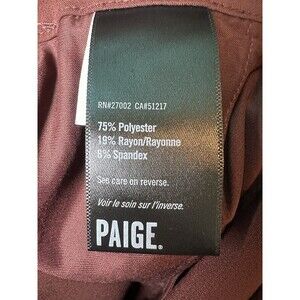 RN#27002 CA#51217
75% Polyester
19% Rayon/Rayonne
6% Spandex
See care on reverse.
Voir le soin sur l'inverse.
PAIGE.